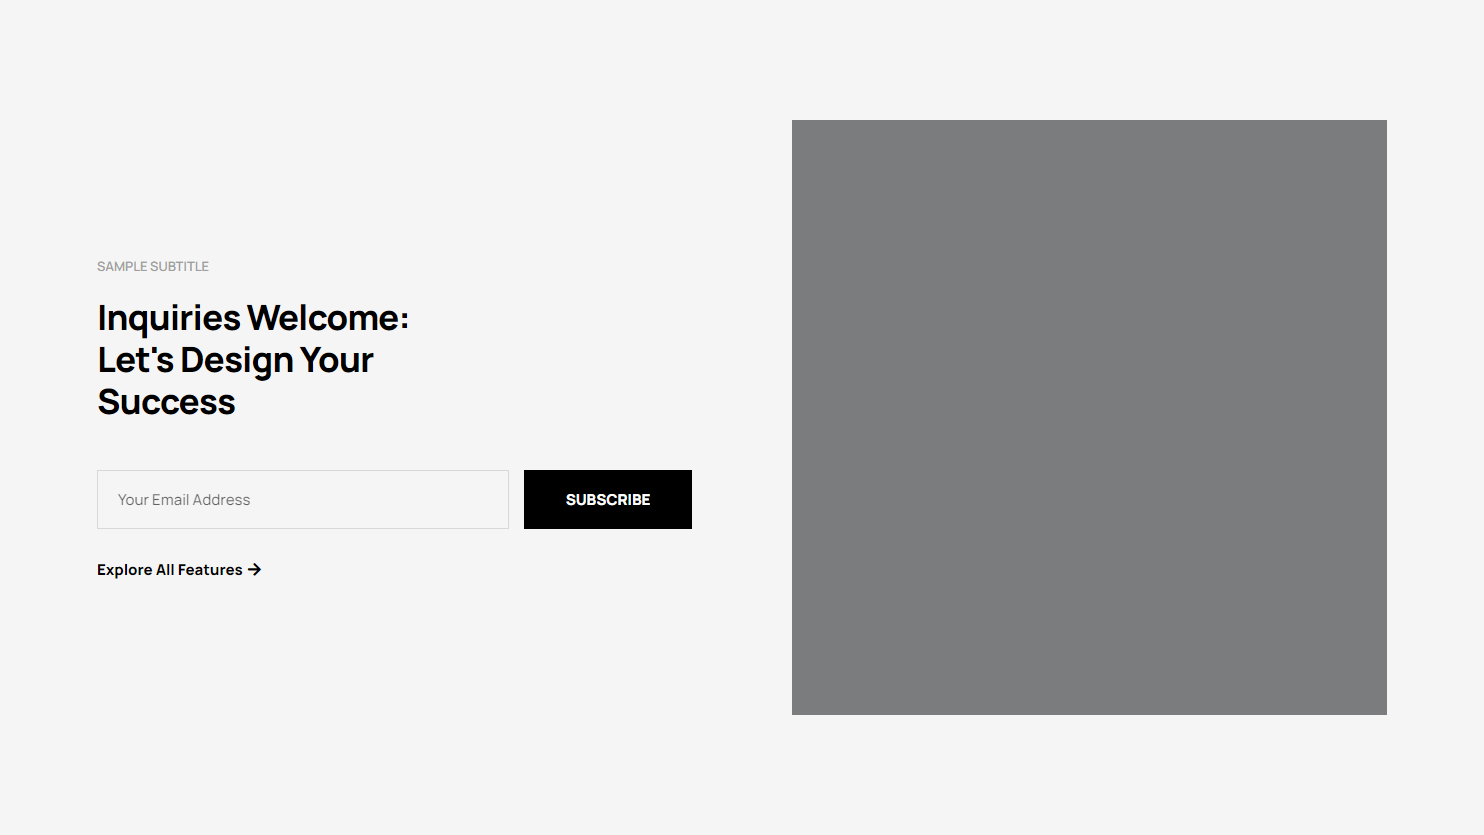 SAMPLE SUBTITLE
Inquiries Welcome:
Let's Design Your
Success
Your Email Address
SUBSCRIBE
Explore All Features →